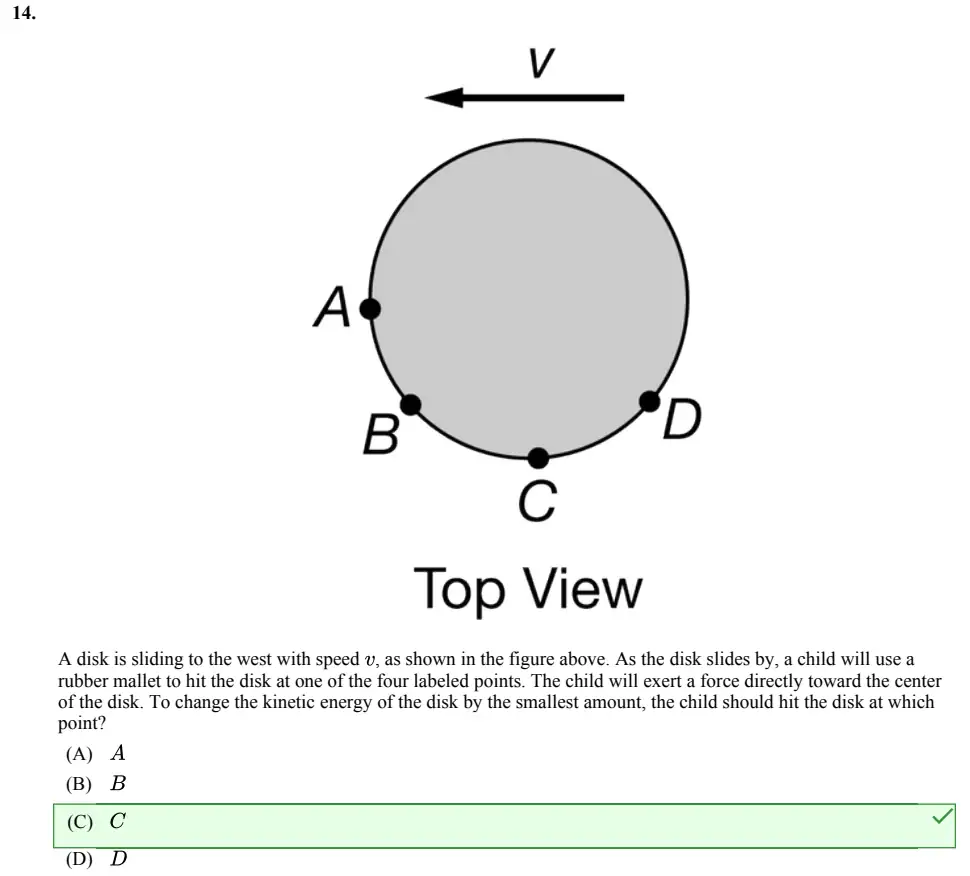 14.
V
A
B
D
C
Top View
A disk is sliding to the west with speed v, as shown in the figure above. As the disk slides by, a child will use a
rubber mallet to hit the disk at one of the four labeled points. The child will exert a force directly toward the center
of the disk. To change the kinetic energy of the disk by the smallest amount, the child should hit the disk at which
point?
(A) A
(B) B
(C) C
(D) D